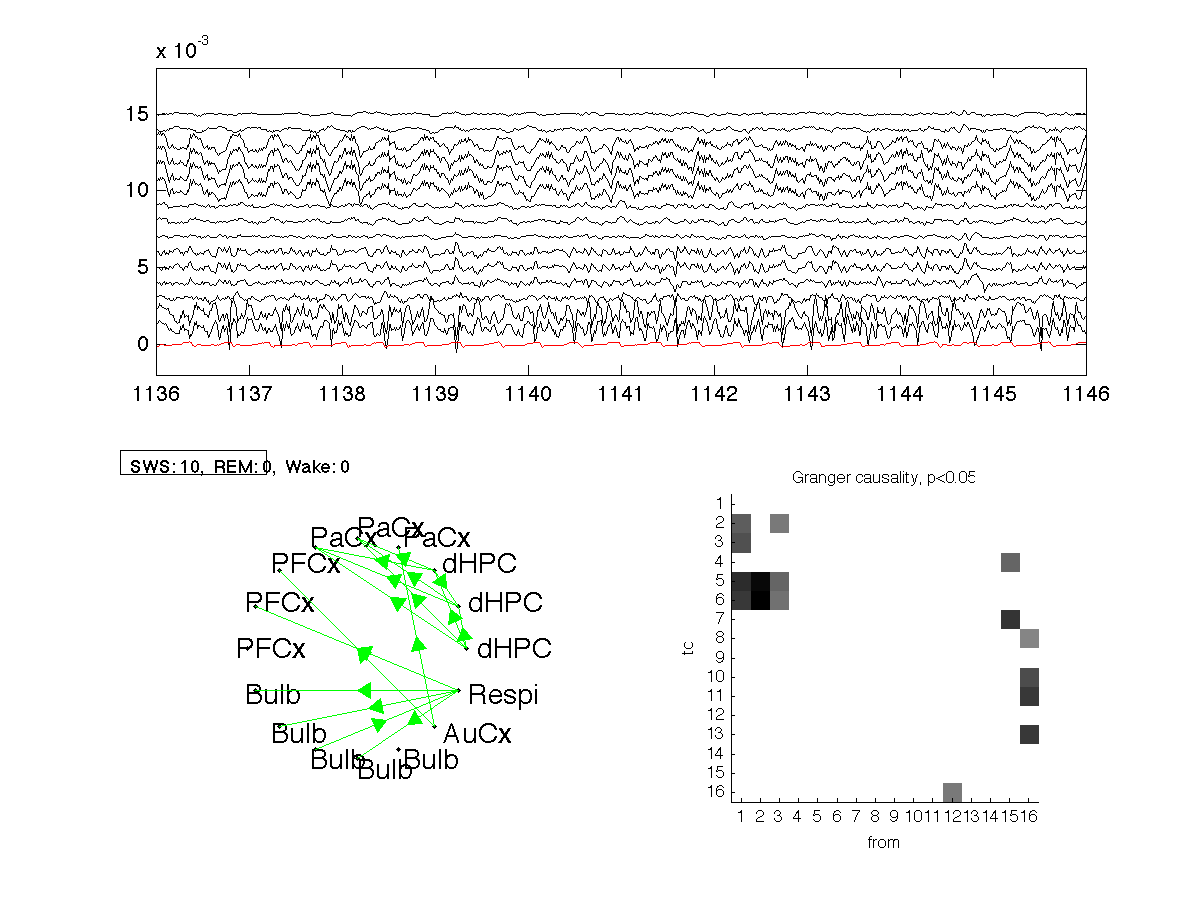 x 10-3
15
10
5
0
1136 1137 1138 1139 1140 1141 1142 1143 1144 1145 1146
SWS:10, REM:0, Wake:0
PaCx
PaCx PaCx
PFCx dHPC
PFCx dHPC
PFCx dHPC
Bulb Respi
Bulb AuCx
Bulb Bulb
Bulb
Granger causality, p<0.05
1
2
3
4
5
6
7
8
9
10
11
12
13
14
15
16
tc
1 2 3 4 5 6 7 8 9 10 11 12 13 14 15 16
from